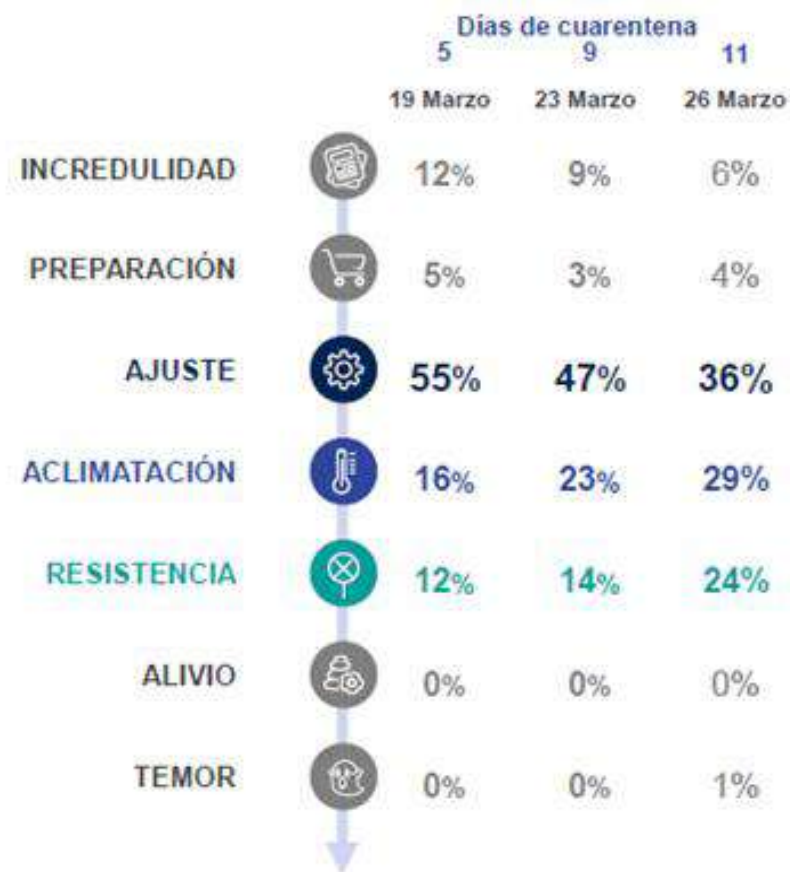 Días de cuarentena
5 9 11
19 Marzo 23 Marzo 26 Marzo
INCREDULIDAD 12% 9% 6%
PREPARACIÓN 5% 3% 4%
AJUSTE 55% 47% 36%
ACLIMATACIÓN 16% 23% 29%
RESISTENCIA 12% 14% 24%
ALIVIO 0% 0% 0%
TEMOR 0% 0% 1%